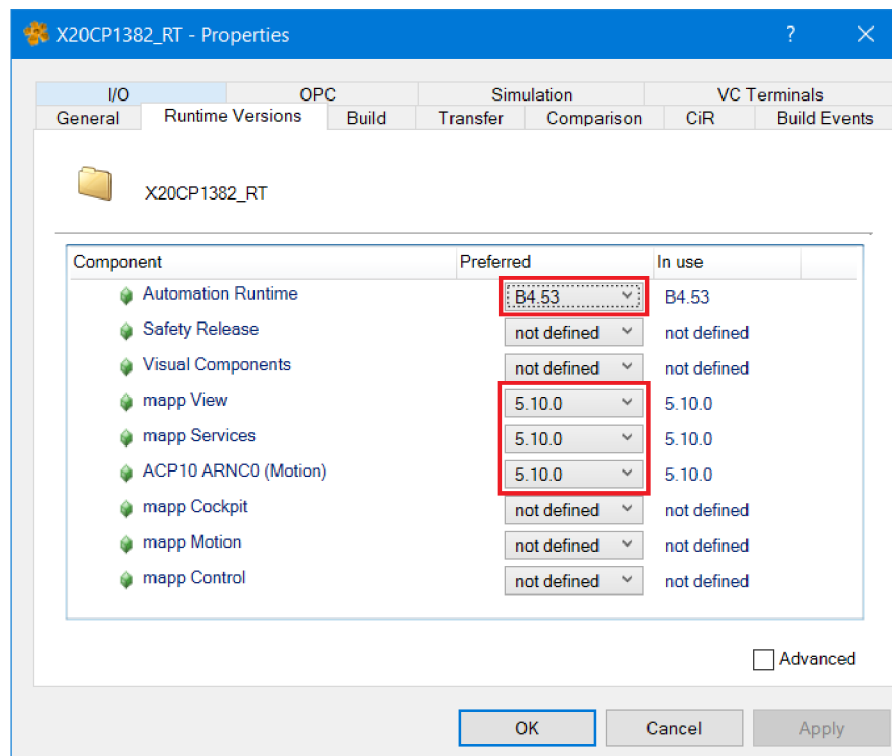 X20CP1382_RT - Properties ?
I/O OPC Simulation VC Terminals
General Runtime Versions Build Transfer Comparison CiR Build Events
X20CP1382_RT
Component Preferred In use
Automation Runtime B4.53 B4.53
Safety Release not defined not defined
Visual Components not defined not defined
mapp View 5.10.0 5.10.0
mapp Services 5.10.0 5.10.0
ACP10 ARNC0 (Motion) 5.10.0 5.10.0
mapp Cockpit not defined not defined
mapp Motion not defined not defined
mapp Control not defined not defined
Advanced
OK Cancel Apply